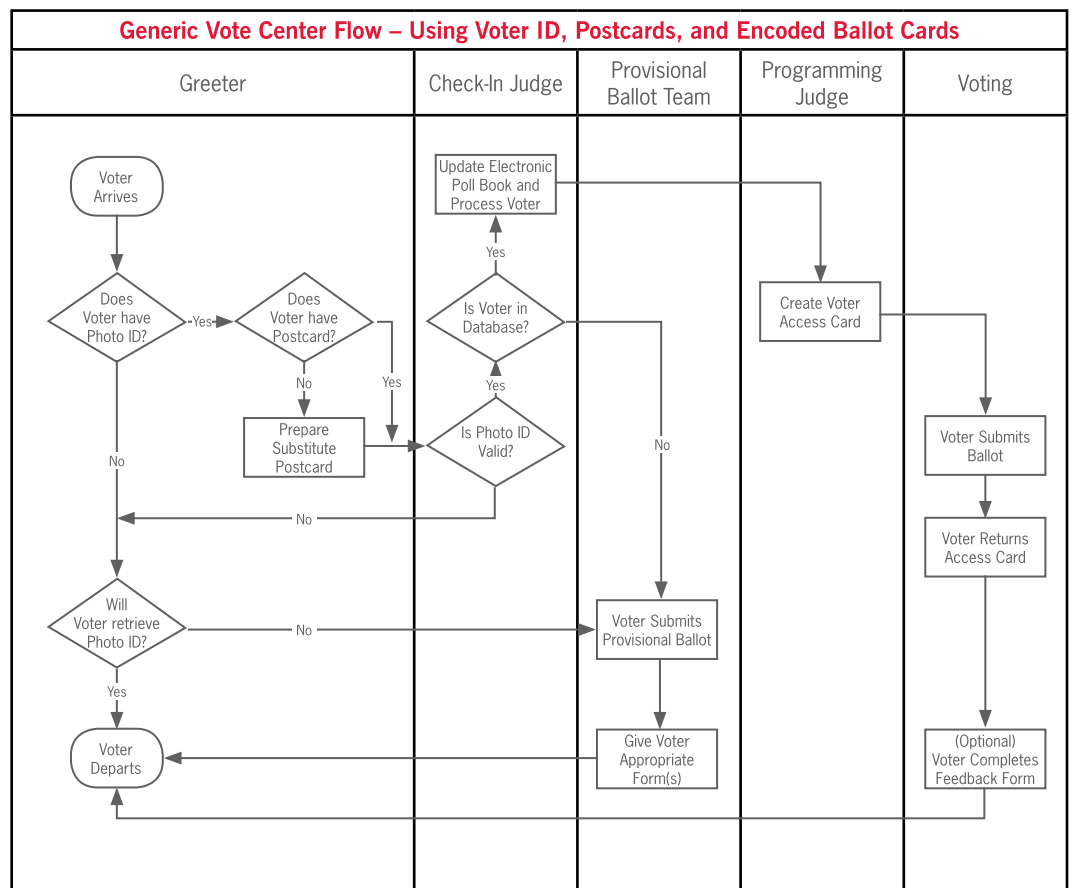 Generic Vote Center Flow – Using Voter ID, Postcards, and Encoded Ballot Cards
Greeter
Check-In Judge
Provisional
Ballot Team
Programming
Judge
Voting
Voter
Arrives
Does
Voter have
Photo ID?
Yes
Does
Voter have
Postcard?
No
Yes
Prepare
Substitute
Postcard
No
Update Electronic
Poll Book and
Process Voter
Yes
Is Voter in
Database?
Yes
Is Photo ID
Valid?
No
No
Create Voter
Access Card
Voter Submits
Ballot
Voter Returns
Access Card
Will
Voter retrieve
Photo ID?
No
Yes
Voter Submits
Provisional Ballot
Voter
Departs
Give Voter
Appropriate
Form(s)
(Optional)
Voter Completes
Feedback Form